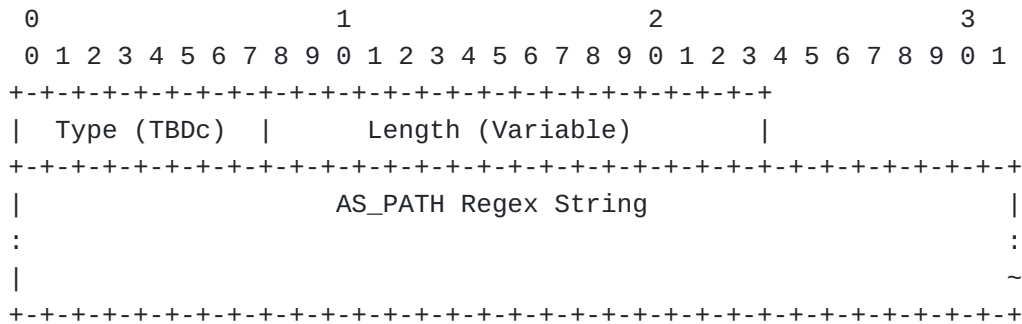 0                   1                   2                   3
 0 1 2 3 4 5 6 7 8 9 0 1 2 3 4 5 6 7 8 9 0 1 2 3 4 5 6 7 8 9 0 1
+-+-+-+-+-+-+-+-+-+-+-+-+-+-+-+-+-+-+-+-+-+-+-+-+
|  Type (TBDc)  |      Length (Variable)        |
+-+-+-+-+-+-+-+-+-+-+-+-+-+-+-+-+-+-+-+-+-+-+-+-+-+-+-+-+-+-+-+-+
|                    AS_PATH Regex String                       |
:                                                               :
|                                                               ~
+-+-+-+-+-+-+-+-+-+-+-+-+-+-+-+-+-+-+-+-+-+-+-+-+-+-+-+-+-+-+-+-+